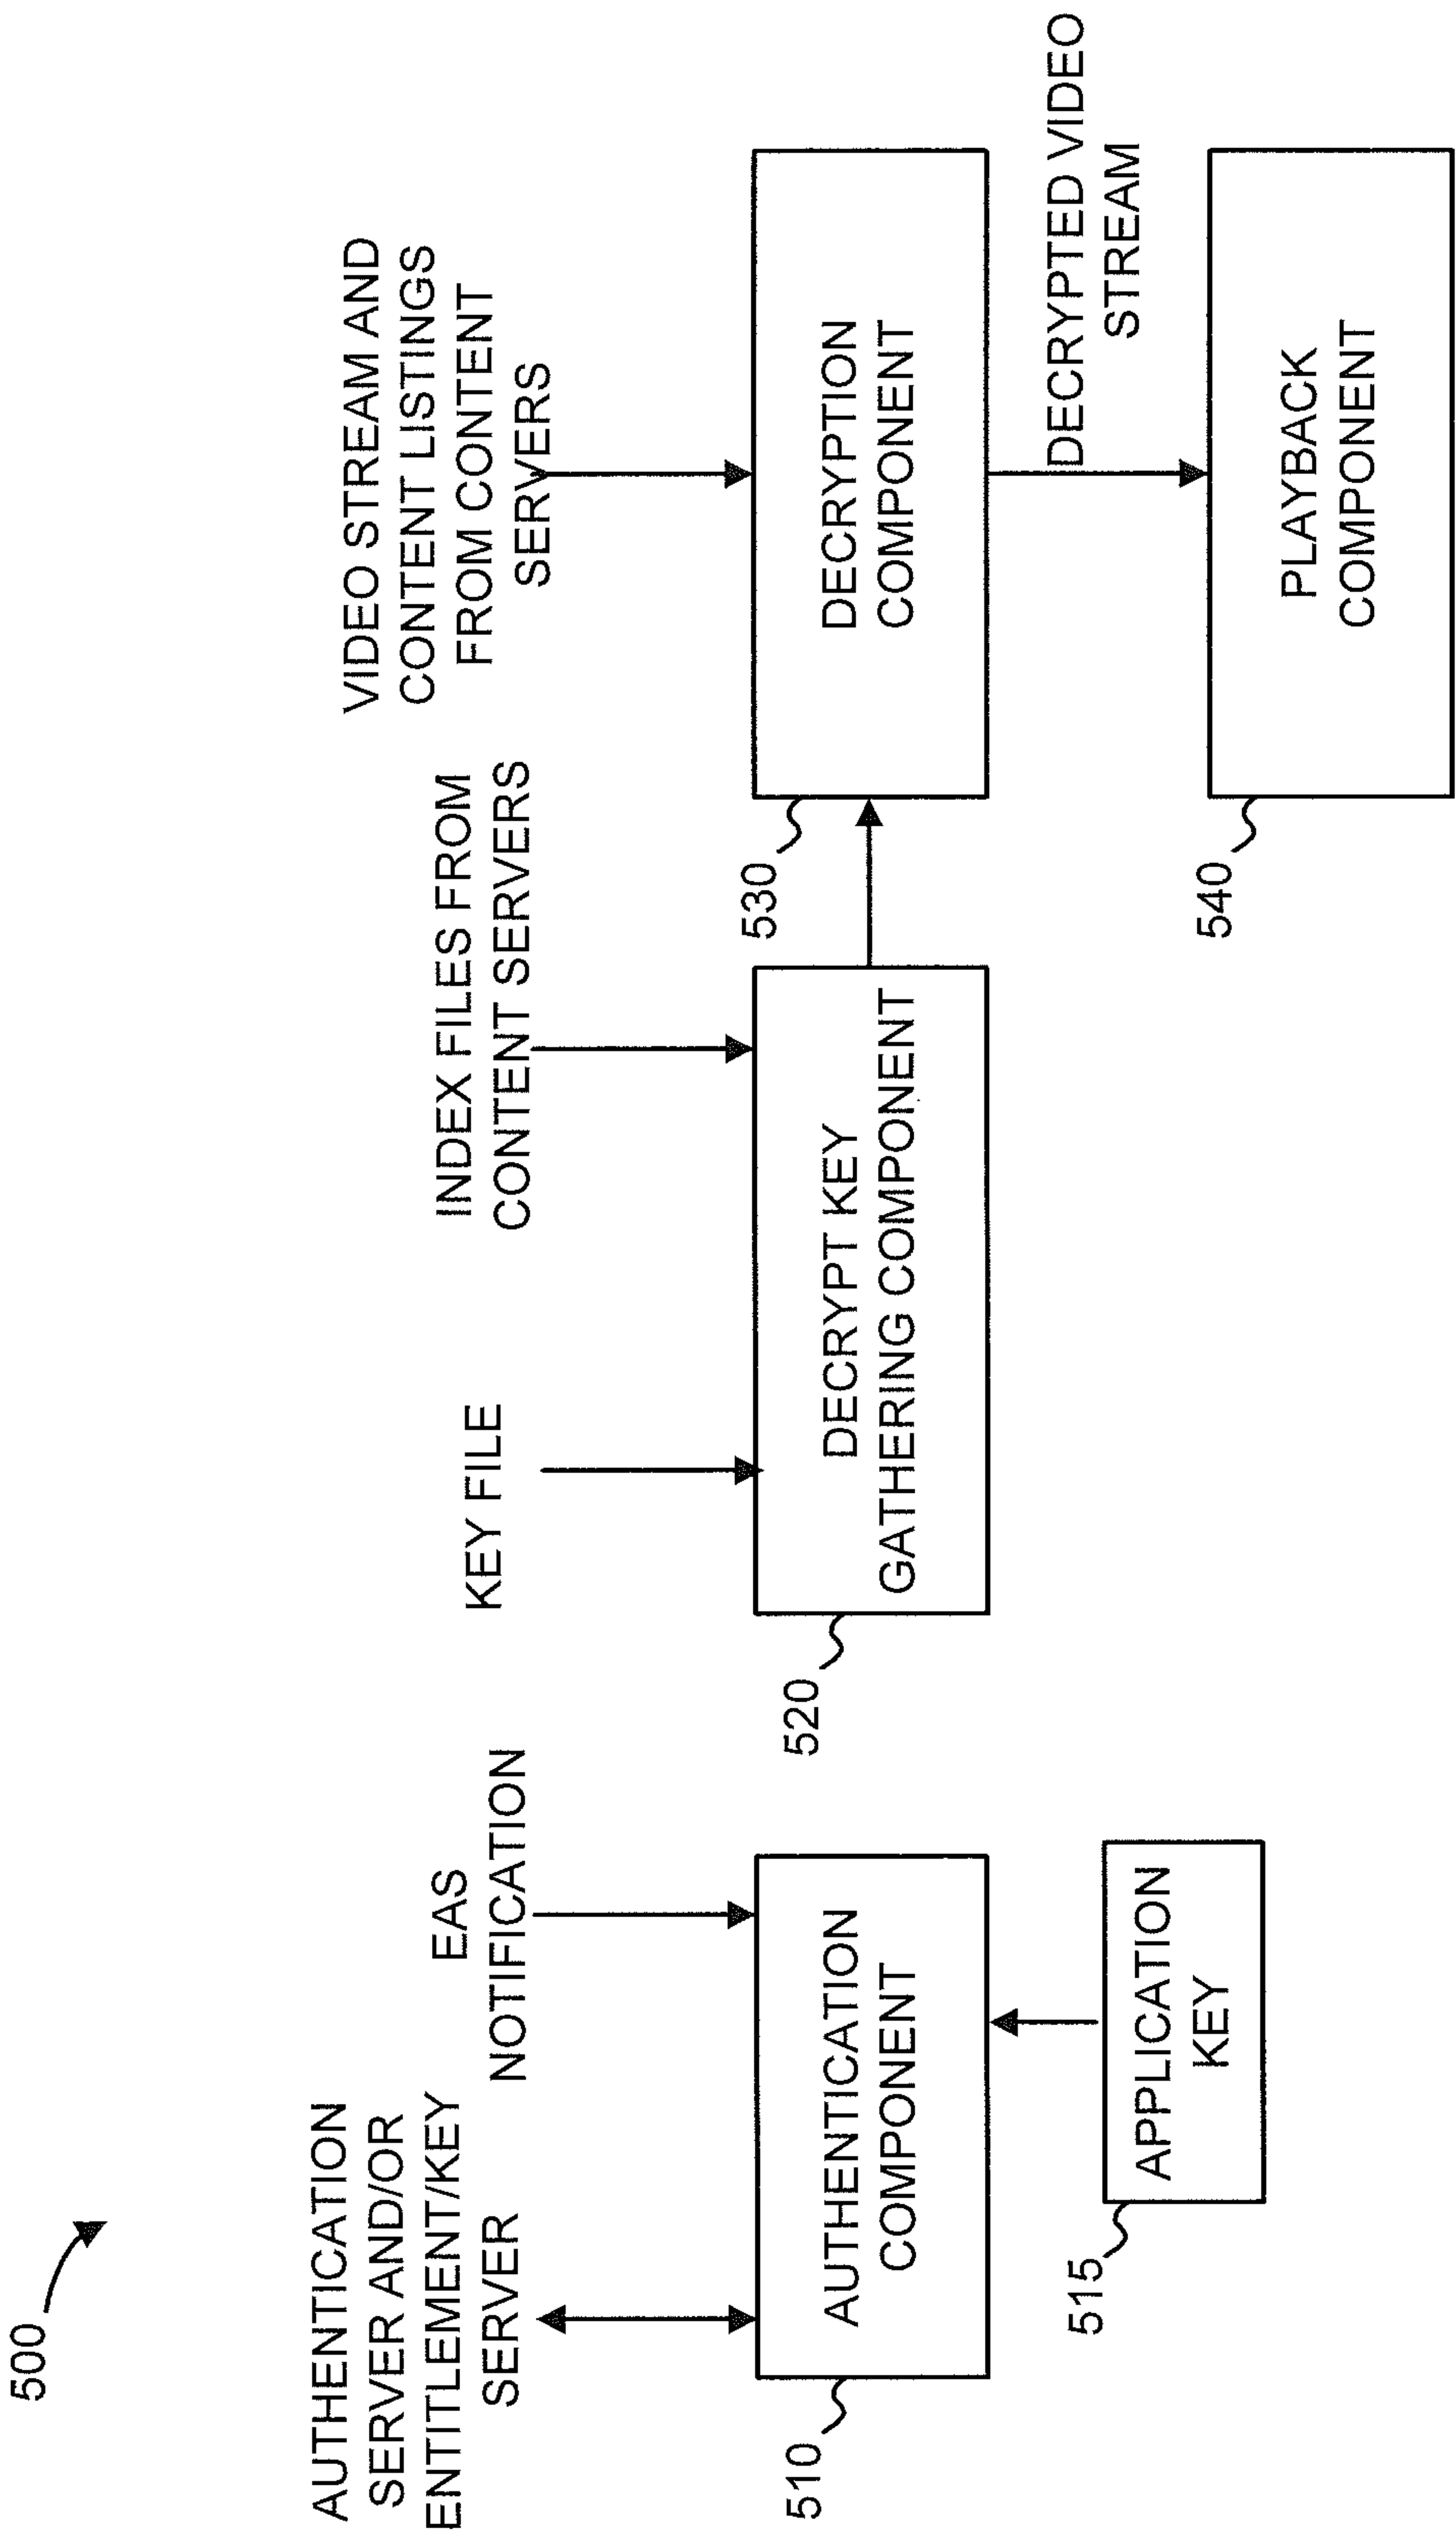 500
AUTHENTICATION
SERVER AND/OR
ENTITLEMENT/KEY
SERVER
EAS
NOTIFICATION
KEY FILE
INDEX FILES FROM
CONTENT SERVERS
VIDEO STREAM AND
CONTENT LISTINGS
FROM CONTENT
SERVERS
510
AUTHENTICATION
COMPONENT
520
DECRYPT KEY
GATHERING COMPONENT
530
DECRYPTION
COMPONENT
515
APPLICATION
KEY
DECRYPTED VIDEO
STREAM
540
PLAYBACK
COMPONENT